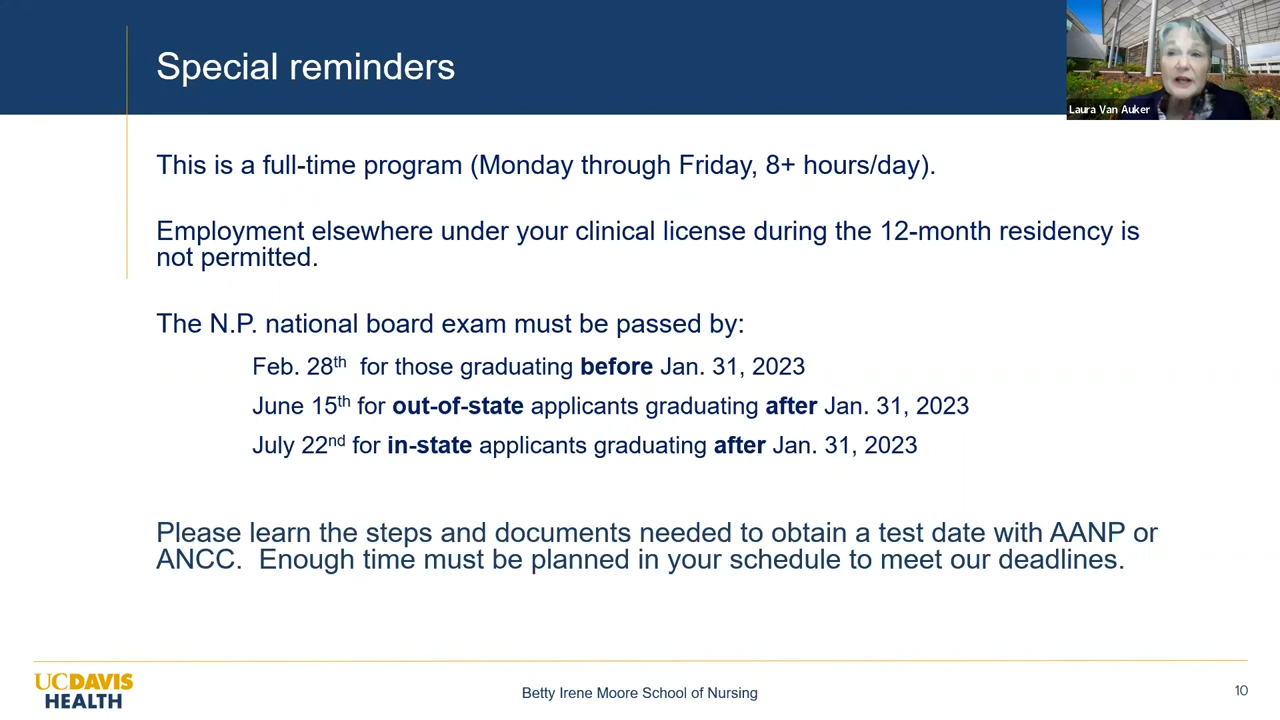 Special reminders
Laura Van Auker
This is a full-time program (Monday through Friday, 8+ hours/day).
Employment elsewhere under your clinical license during the 12-month residency is
not permitted.
The N.P. national board exam must be passed by:
Feb. 28th  for those graduating before Jan. 31, 2023
June 15th for out-of-state applicants graduating after Jan. 31, 2023
July 22nd for in-state applicants graduating after Jan. 31, 2023
Please learn the steps and documents needed to obtain a test date with AANP or
ANCC.  Enough time must be planned in your schedule to meet our deadlines.
UCDAVIS
HEALTH
Betty Irene Moore School of Nursing
10